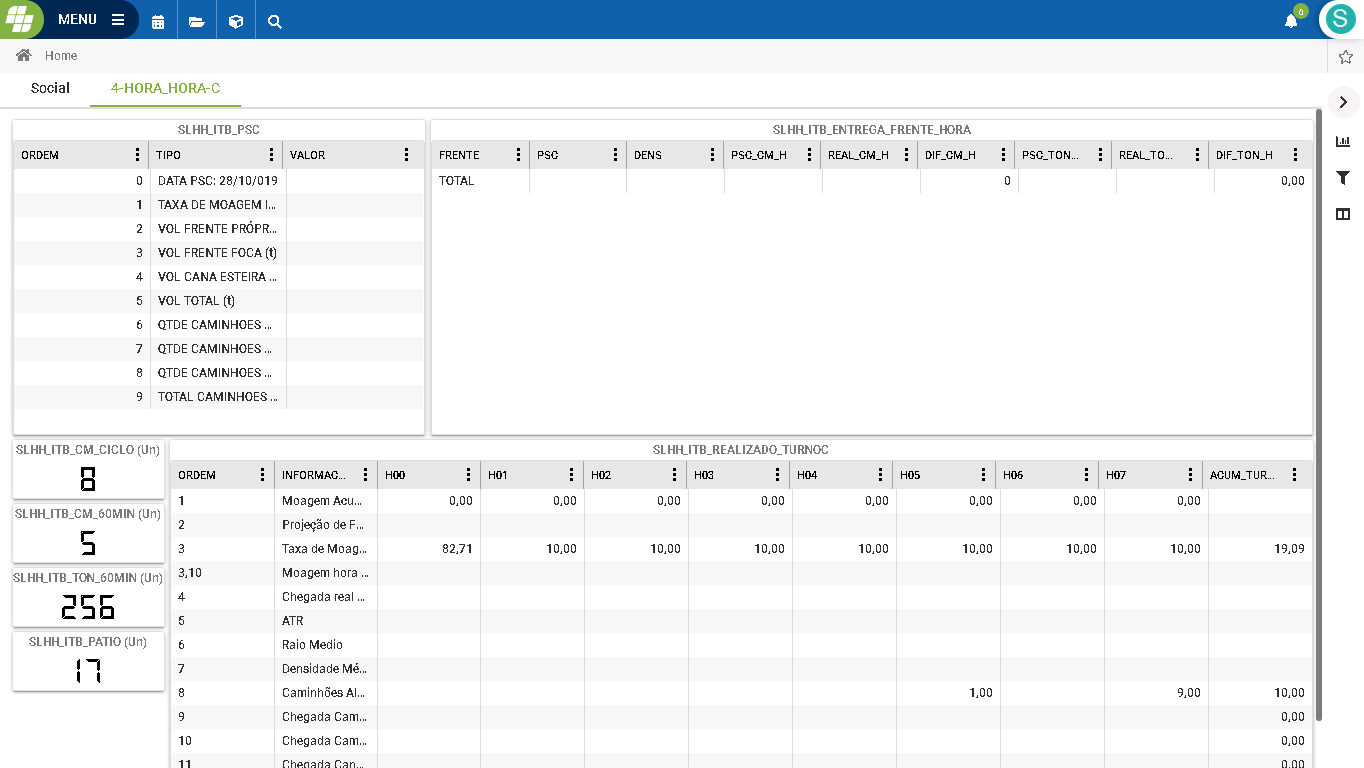 MENU
0
S
Home
Social 4-HORA_HORA-C
SLHH_ITB_PSC
ORDEM TIPO VALOR
0 DATA PSC: 28/10/019
1 TAXA DE MOAGEM I...
2 VOL FRENTE PRÓPR...
3 VOL FRENTE FOCA (t)
4 VOL CANA ESTEIRA ...
5 VOL TOTAL (t)
6 QTDE CAMINHOES ...
7 QTDE CAMINHOES ...
8 QTDE CAMINHOES ...
9 TOTAL CAMINHOES ...
SLHH_ITB_ENTREGA_FRENTE_HORA
FRENTE PSC DENS PSC_CM_H REAL_CM_H DIF_CM_H PSC_TON... REAL_TO... DIF_TON_H
TOTAL 0 0,00
SLHH_ITB_CM_CICLO (Un)
8
SLHH_ITB_CM_60MIN (Un)
5
SLHH_ITB_TON_60MIN (Un)
256
SLHH_ITB_PATIO (Un)
17
SLHH_ITB_REALIZADO_TURNOC
ORDEM INFORMAC... H00 H01 H02 H03 H04 H05 H06 H07 ACUM_TUR...
1 Moagem Acu... 0,00 0,00 0,00 0,00 0,00 0,00 0,00 0,00
2 Projeção de F...
3 Taxa de Moag... 82,71 10,00 10,00 10,00 10,00 10,00 10,00 10,00 19,09
3,10 Moagem hora ...
4 Chegada real ...
5 ATR
6 Raio Medio
7 Densidade Mé...
8 Caminhões Al... 1,00 9,00 10,00
9 Chegada Cam... 0,00
10 Chegada Cam... 0,00
11 Chegada Can... 0,00